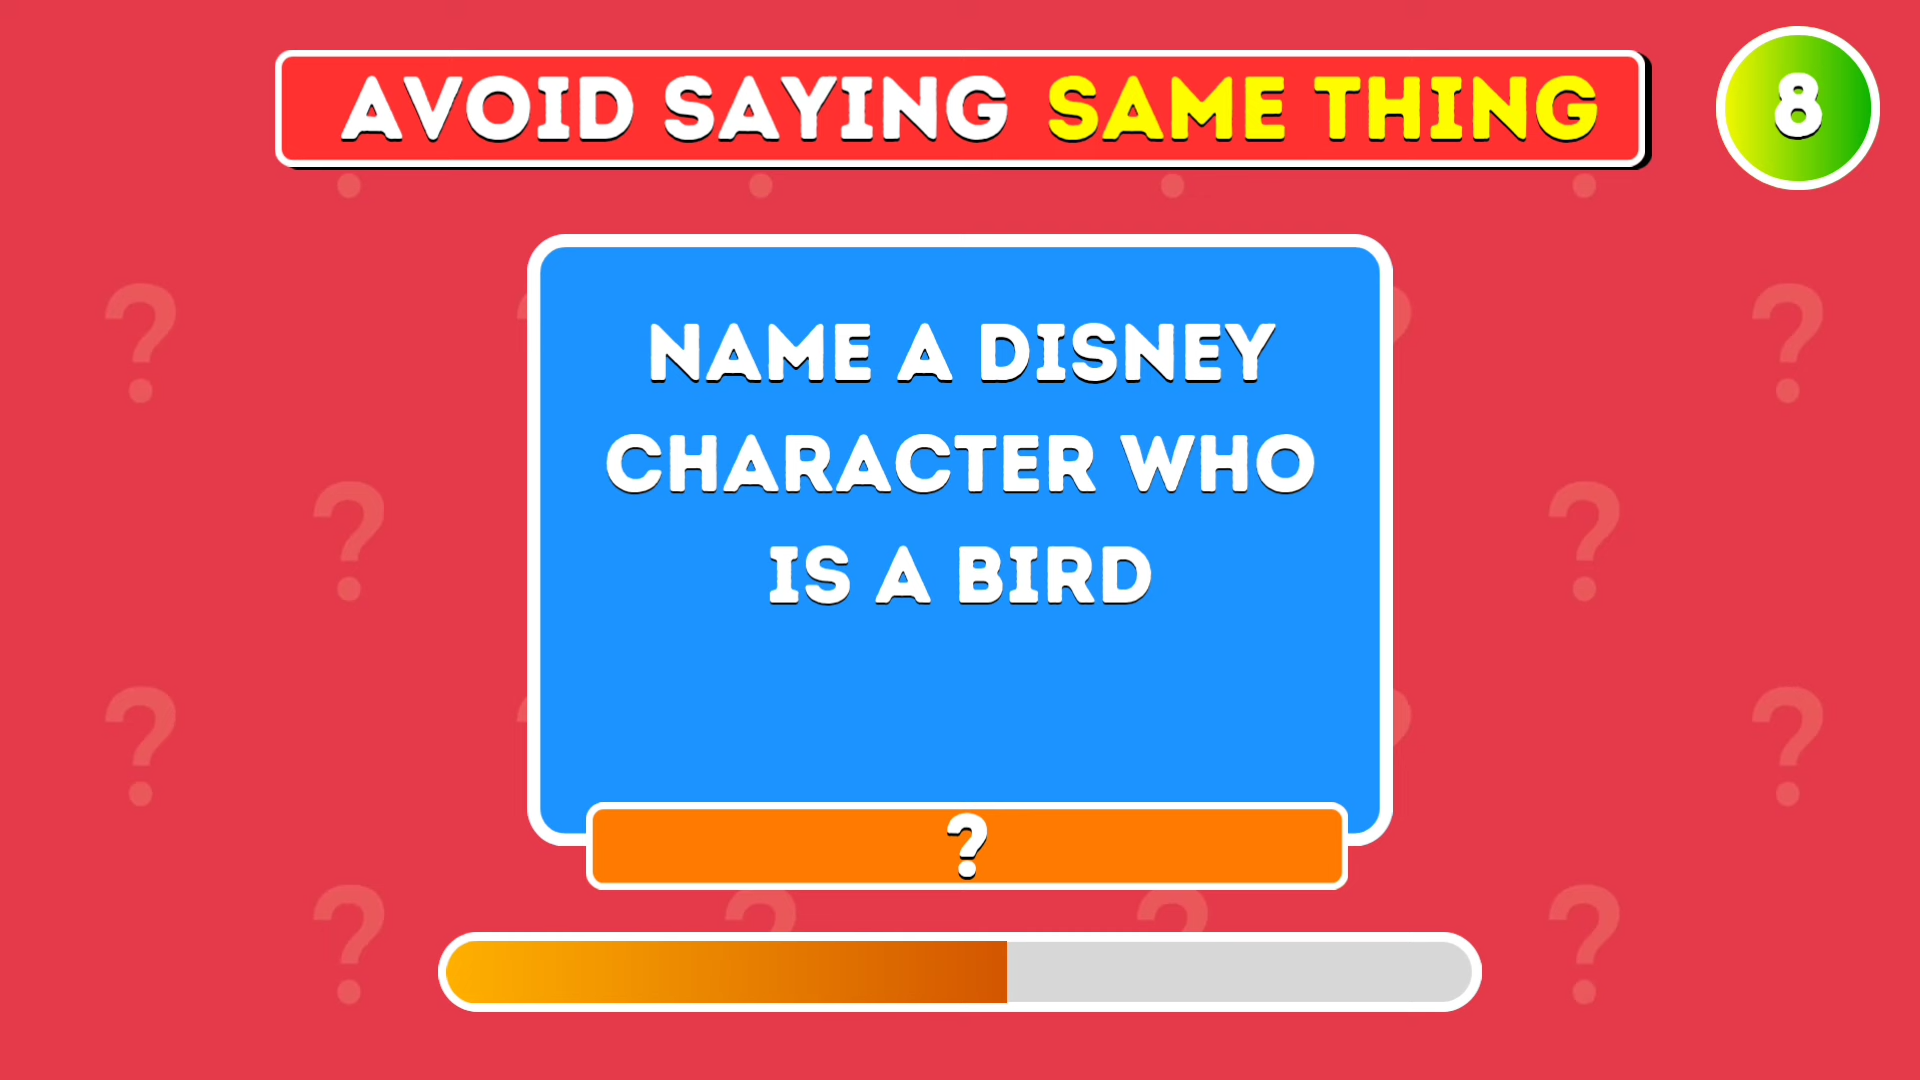 AVOID SAYING SAME THING
8
NAME A DISNEY
CHARACTER WHO
IS A BIRD
?